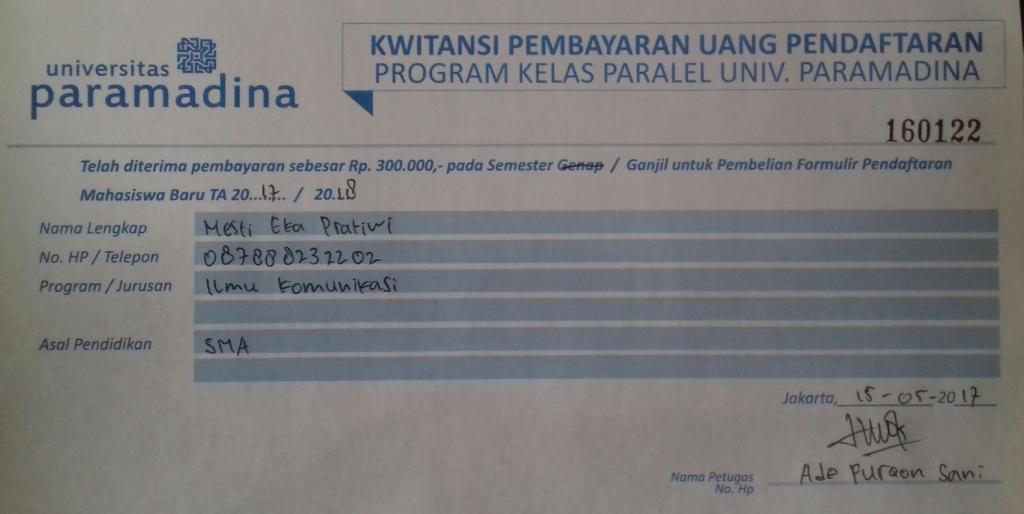 universitas
paramadina
KWITANSI PEMBAYARAN UANG PENDAFTARAN
PROGRAM KELAS PARALEL UNIV. PARAMADINA
160122
Telah diterima pembayaran sebesar Rp. 300.000,- pada Semester Genap / Ganjil untuk Pembelian Formulir Pendaftaran
Mahasiswa Baru TA 20...17.. / 20.18
Nama Lengkap Mesti Eka Pratiwi
No. HP / Telepon 087888232202
Program / Jurusan Ilmu Komunikasi
Asal Pendidikan SMA
Jakarta, 15-05-2017
Nama Petugas Ade Furqon Sani
No. Hp